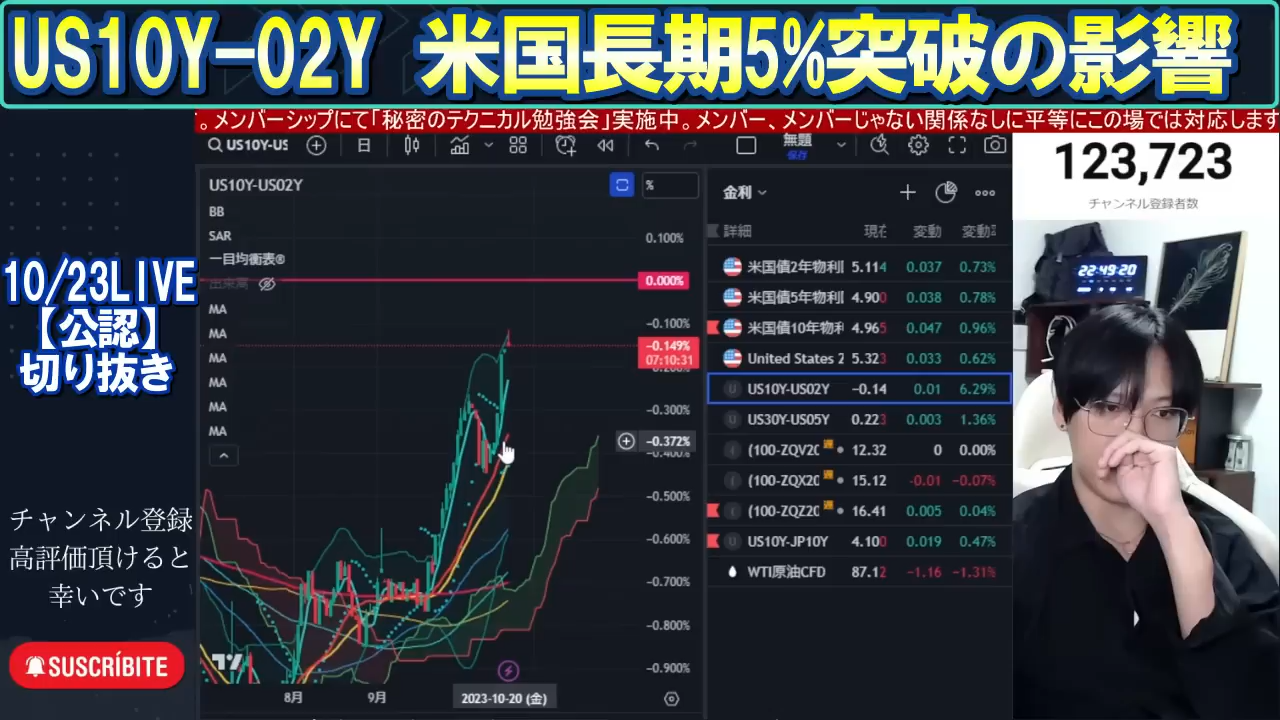 US10Y-02Y 米国長期5%突破の影響
。メンバーシップにて「秘密のテクニカル勉強会」実施中。メンバー、メンバーじゃない関係なしに平等にこの場では対応します
US10Y-US
日
無題
保存
123,723
チャンネル登録者数
10/23LIVE
【公認】
切り抜き
チャンネル登録
高評価頂けると
幸いです
SUSCRÍBITE
US10Y-US02Y
BB
SAR
一目均衡表®
出来高
MA
MA
MA
MA
MA
MA
%
0.100%
0.000%
-0.100%
-0.149%
07:10:31
-0.200%
-0.300%
-0.372%
-0.400%
-0.500%
-0.600%
-0.700%
-0.800%
-0.900%
8月
9月
2023-10-20 (金)
金利
詳細 現在 変動 変動
米国債2年物利 5.114 0.037 0.73%
米国債5年物利 4.900 0.038 0.78%
米国債10年物利 4.965 0.047 0.96%
United States 2 5.323 0.033 0.62%
US10Y-US02Y -0.14 0.01 6.29%
US30Y-US05Y 0.223 0.003 1.36%
(100-ZQV20 12.32 0 0.00%
(100-ZQX20 15.12 -0.01 -0.07%
(100-ZQZ20 16.41 0.005 0.04%
US10Y-JP10Y 4.100 0.019 0.47%
WTI原油CFD 87.12 -1.16 -1.31%
22:49:20